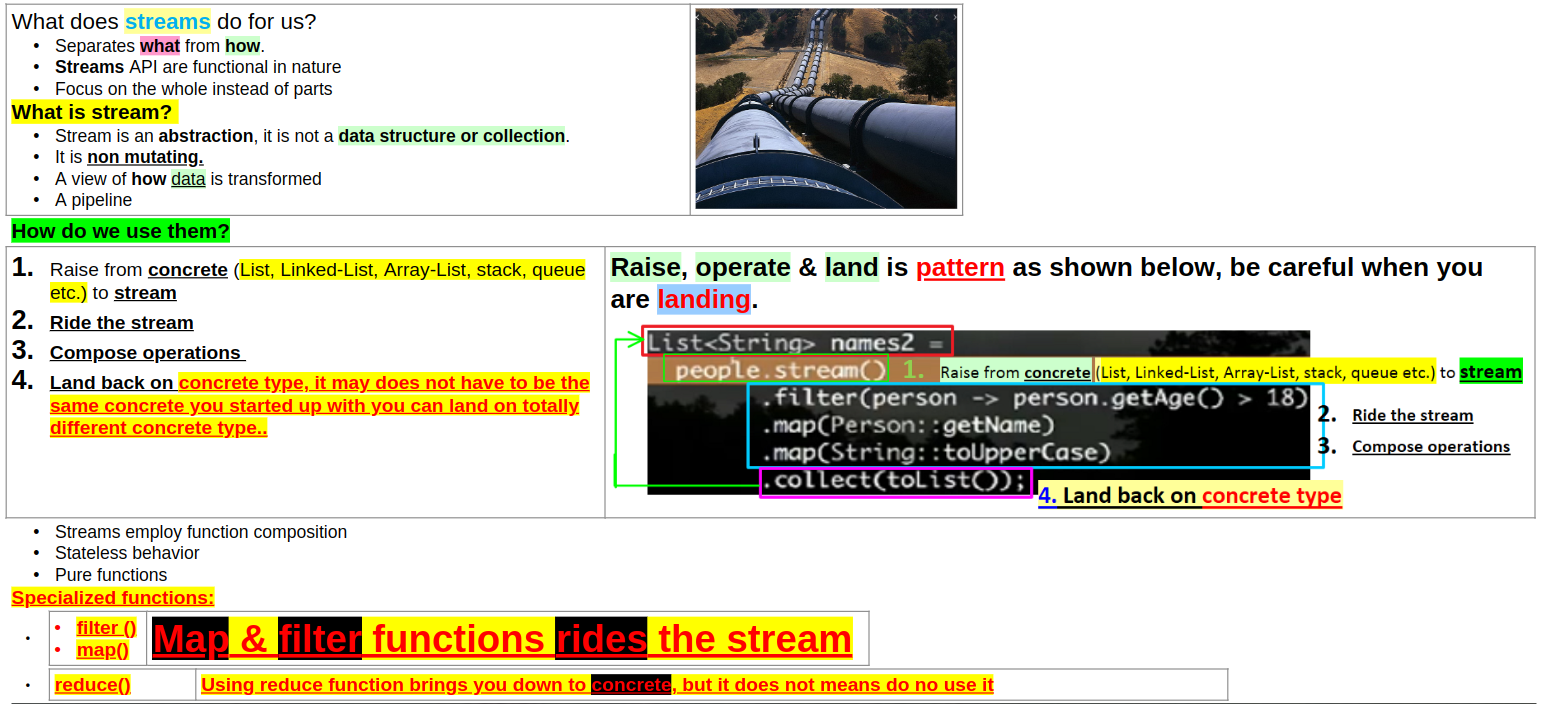 What does streams do for us?
• Separates what from how.
• Streams API are functional in nature
• Focus on the whole instead of parts
What is stream?
• Stream is an abstraction, it is not a data structure or collection.
• It is non mutating.
• A view of how data is transformed
• A pipeline
How do we use them?
1. Raise from concrete (List, Linked-List, Array-List, stack, queue
etc.) to stream
2. Ride the stream
3. Compose operations
4. Land back on concrete type, it may does not have to be the
same concrete you started up with you can land on totally
different concrete type..
Raise, operate & land is pattern as shown below, be careful when you
are landing.
List<String> names2 =
people.stream() 1. Raise from concrete (List, Linked-List, Array-List, stack, queue etc.) to stream
.filter(person -> person.getAge() > 18)
2. Ride the stream
.map(Person::getName)
3. Compose operations
.map(String::toUpperCase)
.collect(toList());
4. Land back on concrete type
• Streams employ function composition
• Stateless behavior
• Pure functions
Specialized functions:
• filter ()
• map()
Map & filter functions rides the stream
• reduce()
Using reduce function brings you down to concrete, but it does not means do no use it